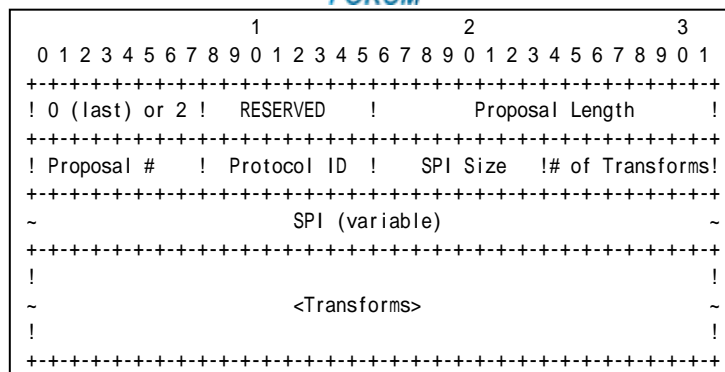 FORUM
1 2 3
0 1 2 3 4 5 6 7 8 9 0 1 2 3 4 5 6 7 8 9 0 1 2 3 4 5 6 7 8 9 0 1
+-+-+-+-+-+-+-+-+-+-+-+-+-+-+-+-+-+-+-+-+-+-+-+-+-+-+-+-+-+-+-+-+
! 0 (last) or 2 ! RESERVED ! Proposal Length !
+-+-+-+-+-+-+-+-+-+-+-+-+-+-+-+-+-+-+-+-+-+-+-+-+-+-+-+-+-+-+-+-+
! Proposal # ! Protocol ID ! SPI Size !# of Transforms!
+-+-+-+-+-+-+-+-+-+-+-+-+-+-+-+-+-+-+-+-+-+-+-+-+-+-+-+-+-+-+-+-+
~ SPI (variable) ~
+-+-+-+-+-+-+-+-+-+-+-+-+-+-+-+-+-+-+-+-+-+-+-+-+-+-+-+-+-+-+-+-+
! !
~ <Transforms> ~
! !
+-+-+-+-+-+-+-+-+-+-+-+-+-+-+-+-+-+-+-+-+-+-+-+-+-+-+-+-+-+-+-+-+